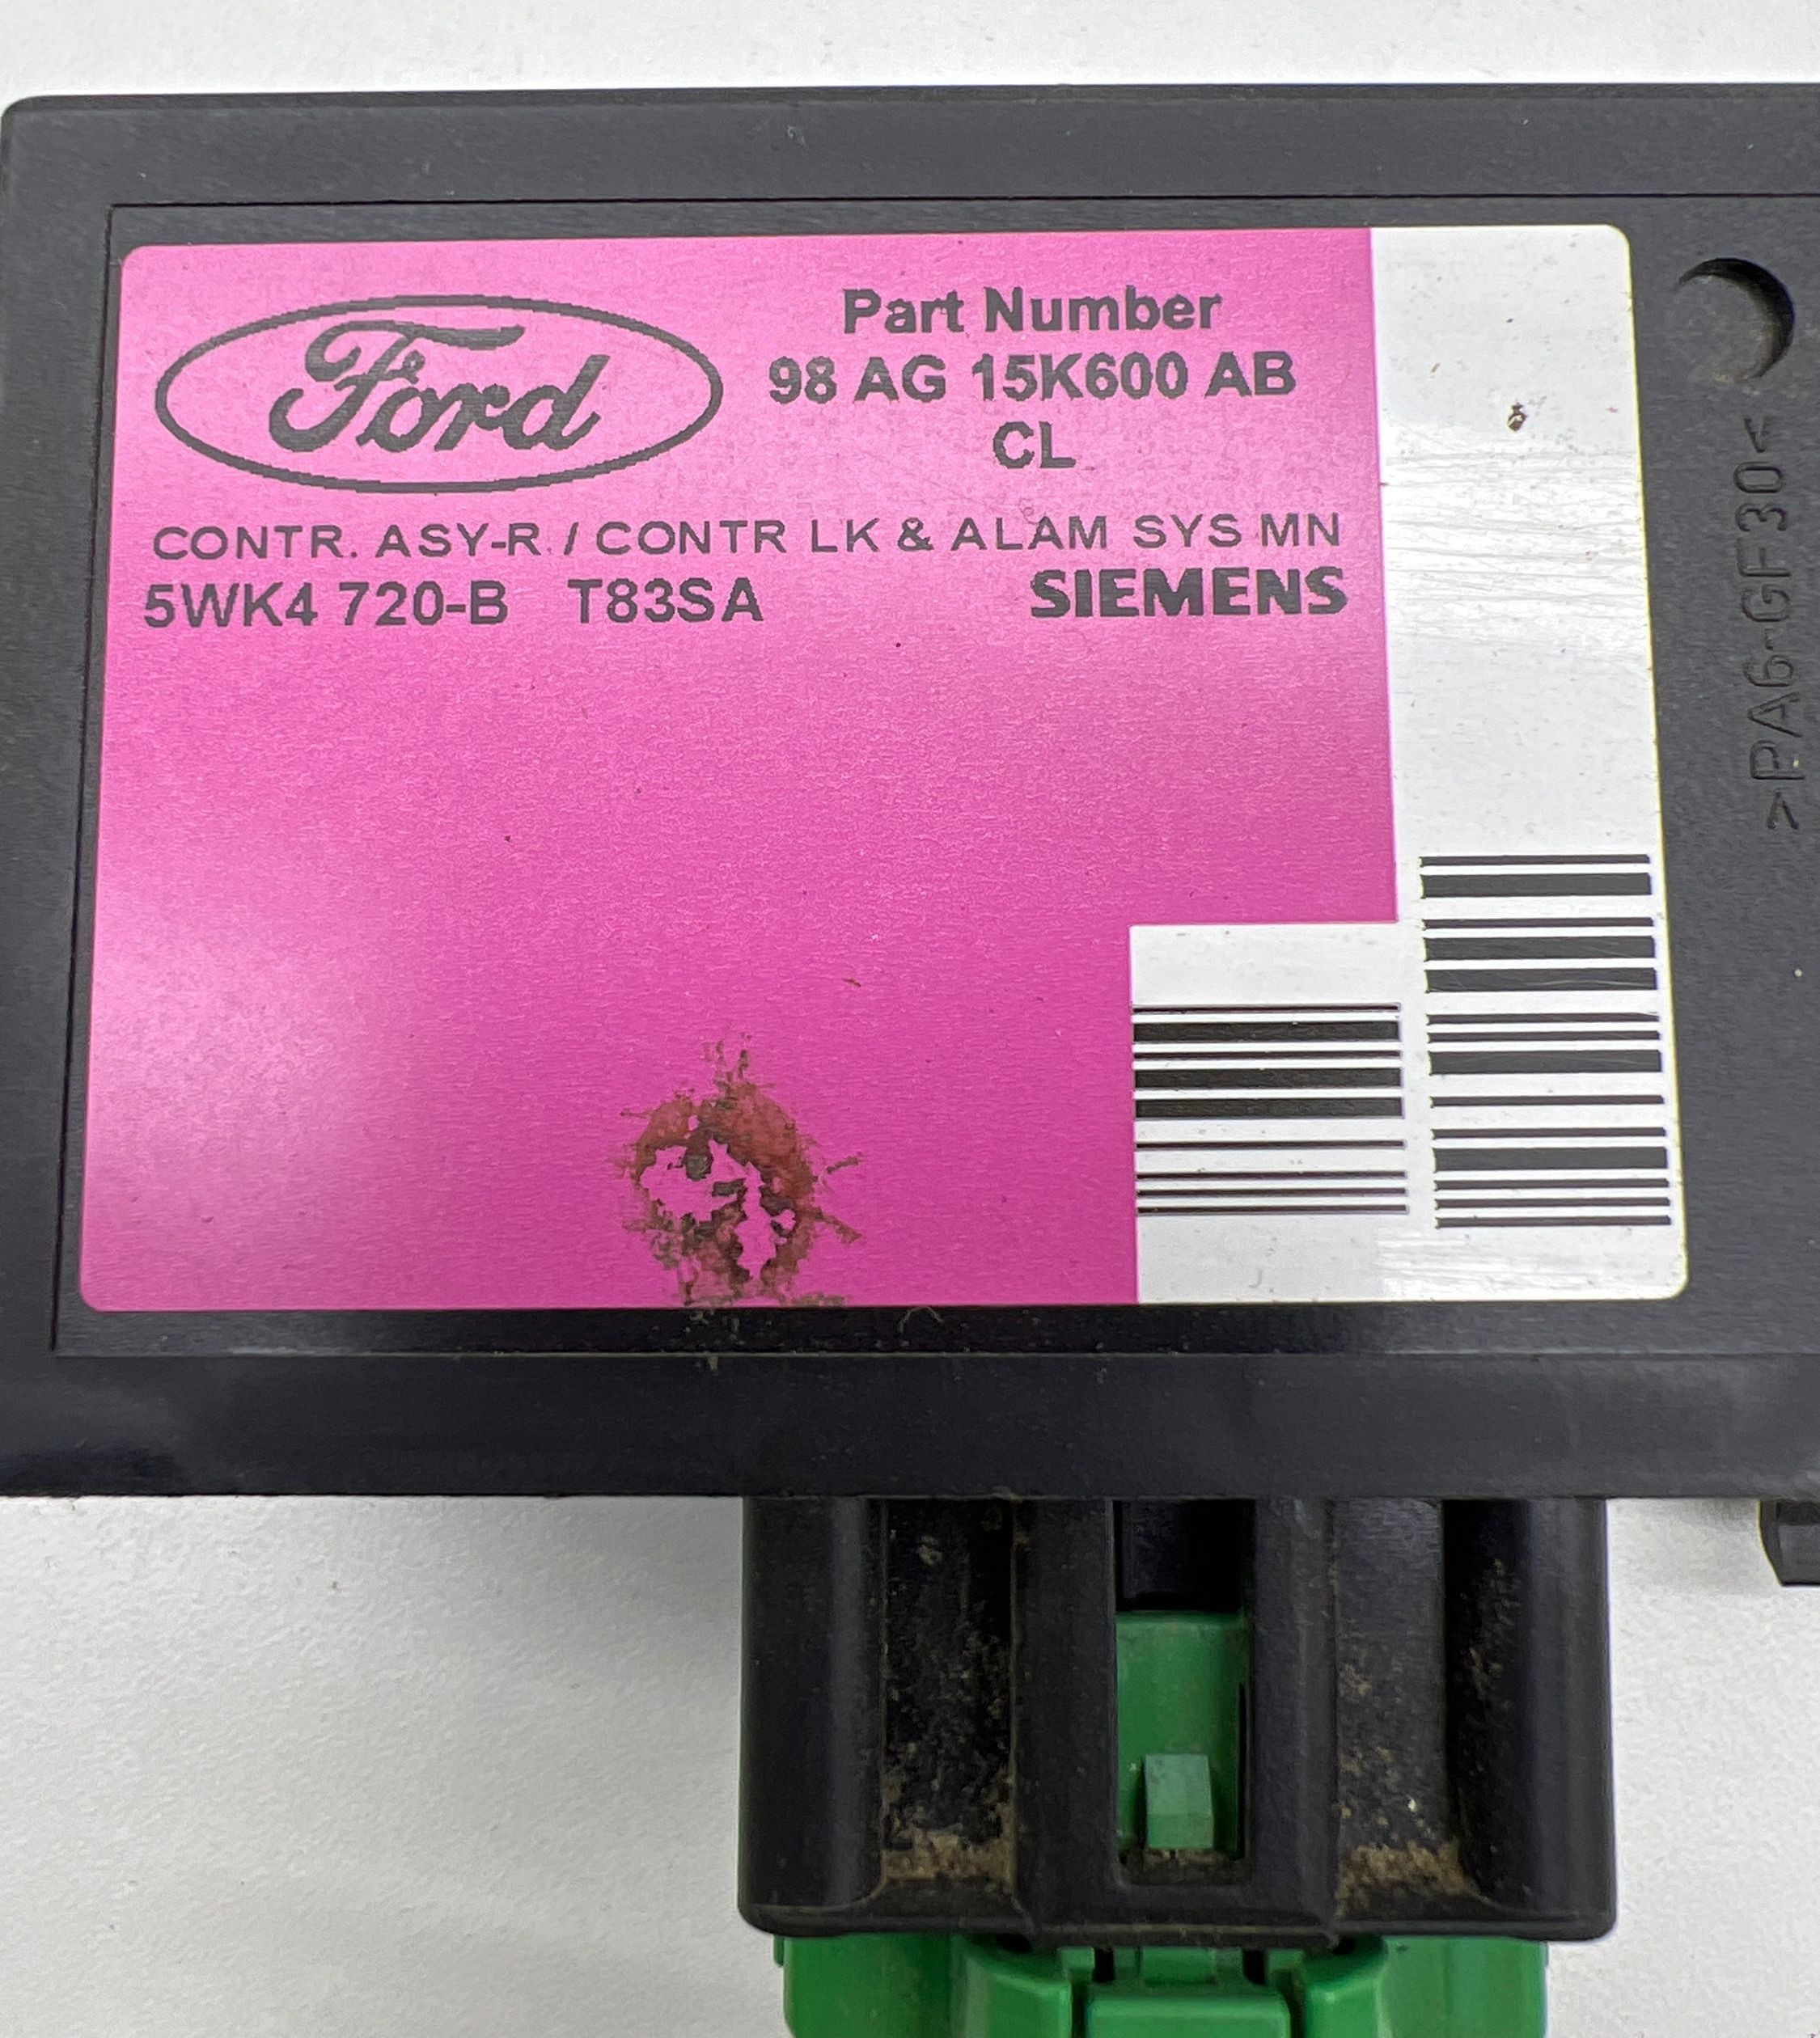 Ford
Part Number
98 AG 15K600 AB
CL
CONTR. ASY-R. / CONTR LK & ALAM SYS MN
5WK4 720-B T83SA SIEMENS
>PA6-GF30<